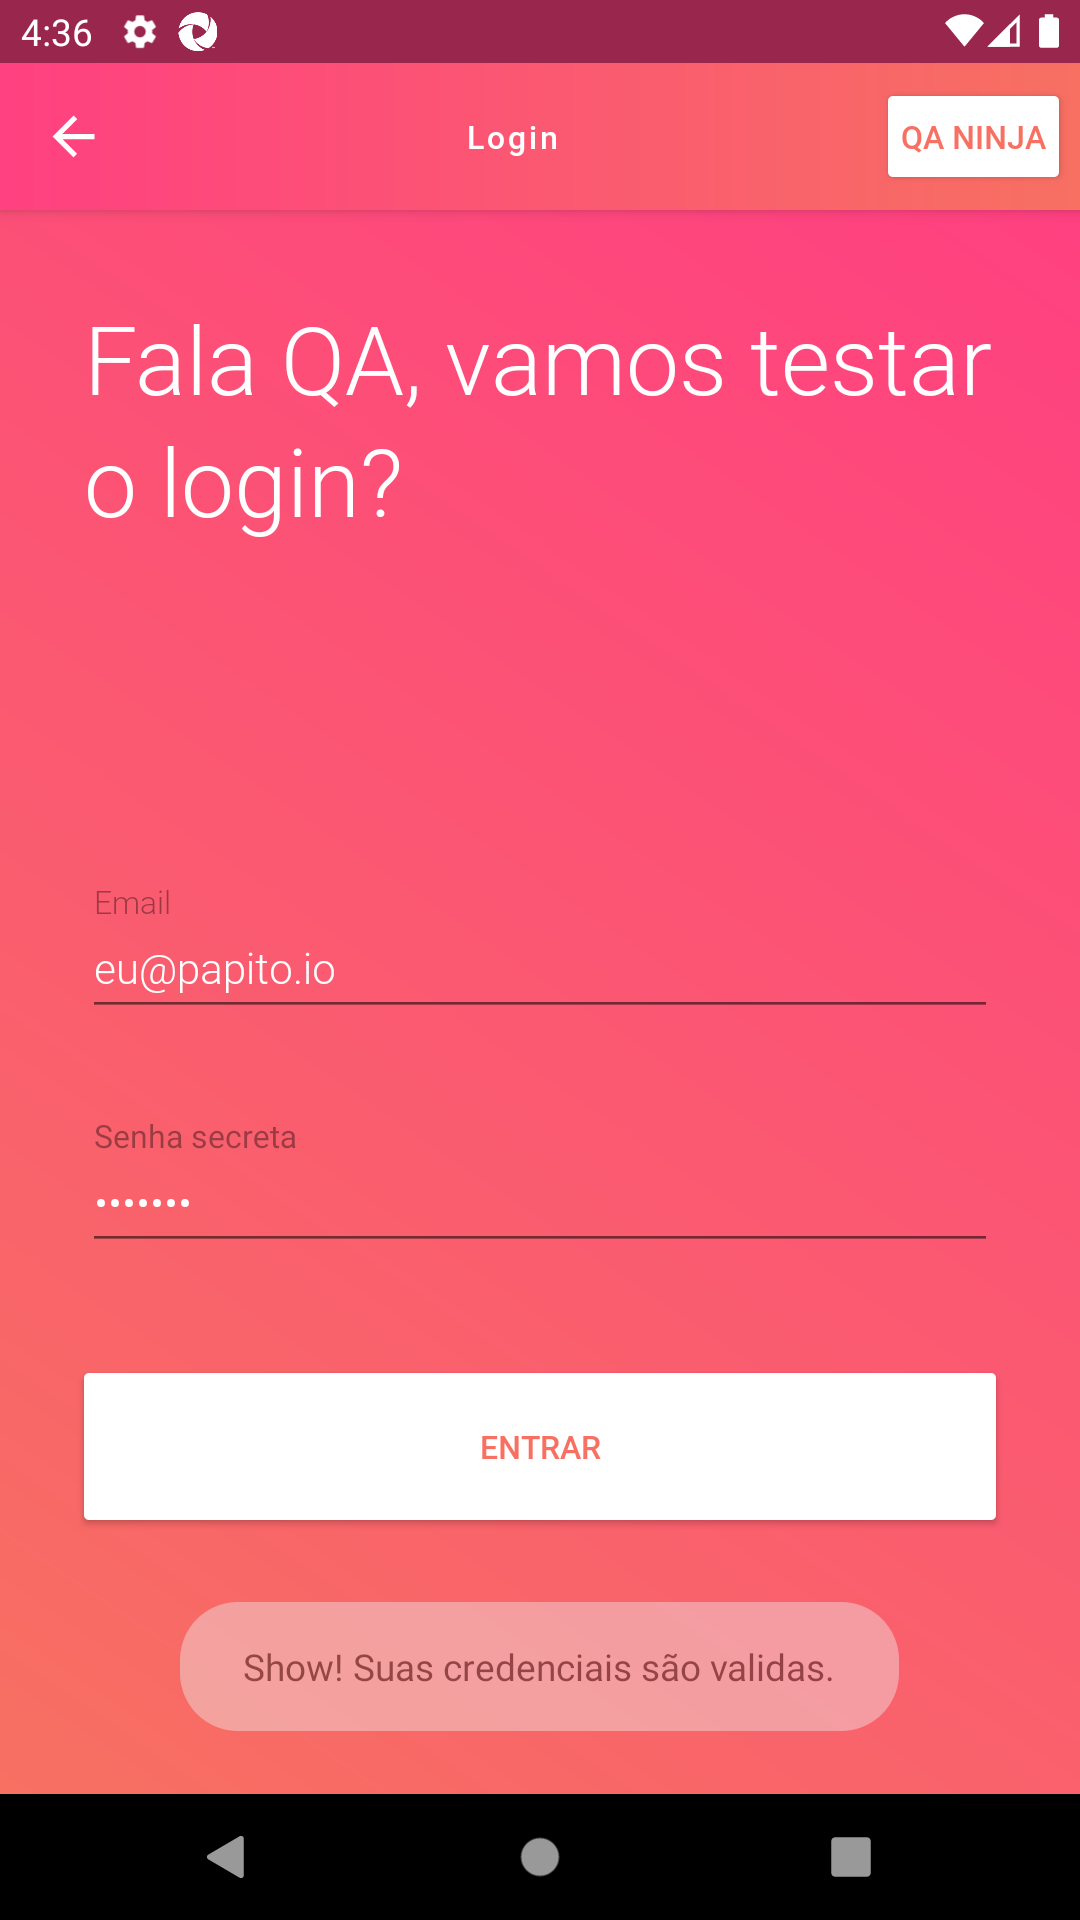 4:36
Login
QA NINJA
Fala QA, vamos testar
o login?
Email
eu@papito.io
Senha secreta
•••••••
ENTRAR
Show! Suas credenciais são validas.